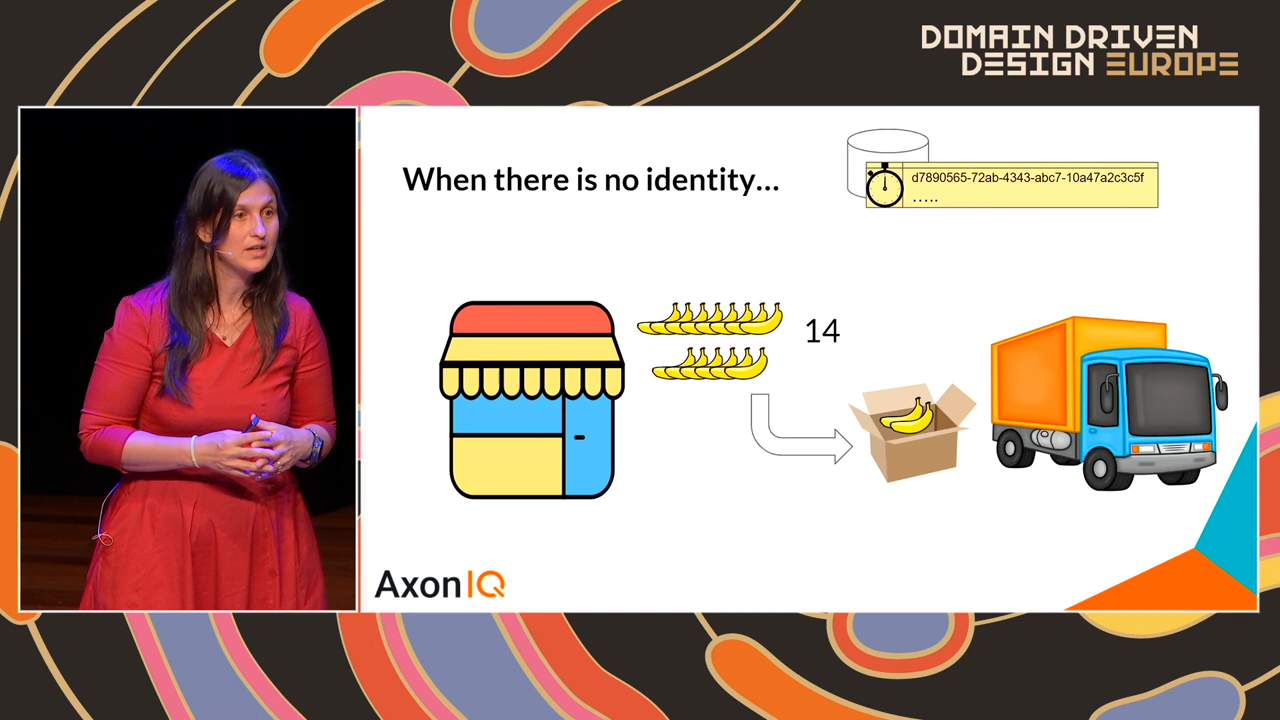 DOMAIN DRIVEN
DESIGN EUROPE
When there is no identity...
d7890565-72ab-4343-abc7-10a47a2c3c5f
.....
14
AxonIQ